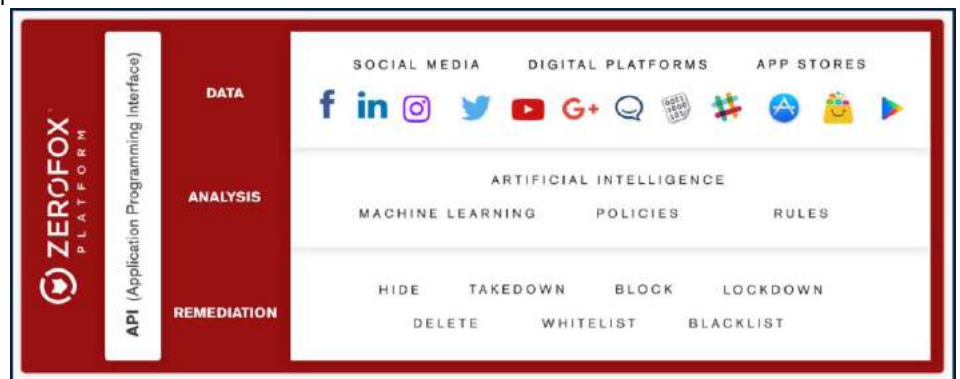 ZEROFOX
PLATFORM
API (Application Programming Interface)
DATA
SOCIAL MEDIA DIGITAL PLATFORMS APP STORES
f in G+
ANALYSIS
ARTIFICIAL INTELLIGENCE
MACHINE LEARNING POLICIES RULES
REMEDIATION
HIDE TAKEDOWN BLOCK LOCKDOWN
DELETE WHITELIST BLACKLIST